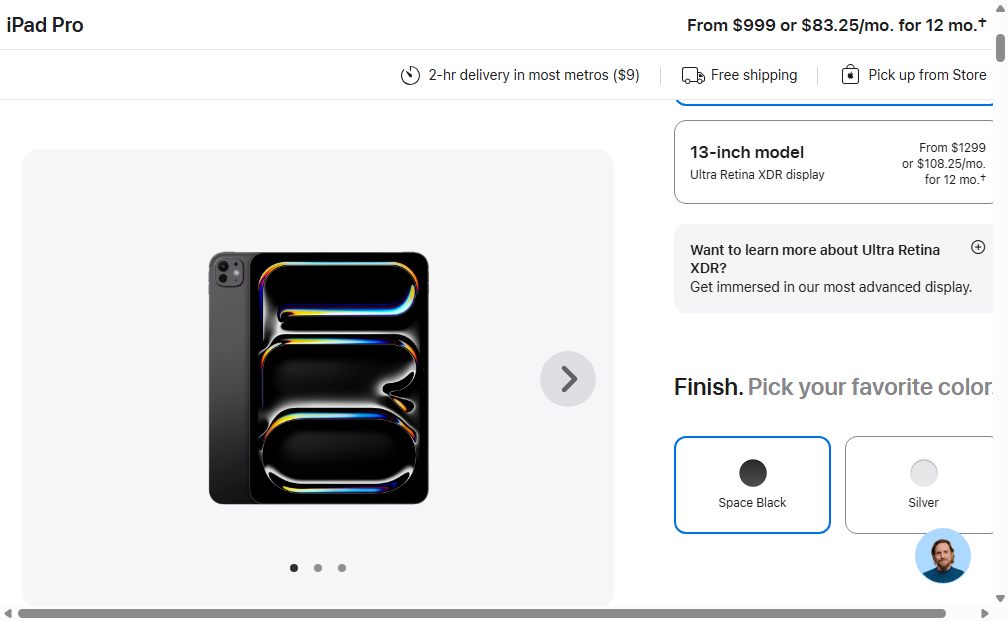 iPad Pro
From $999 or $83.25/mo. for 12 mo.†
2-hr delivery in most metros ($9)
Free shipping
Pick up from Store
13-inch model
Ultra Retina XDR display
From $1299
or $108.25/mo.
for 12 mo.†
Want to learn more about Ultra Retina
XDR?
Get immersed in our most advanced display.
Finish. Pick your favorite color.
Space Black
Silver